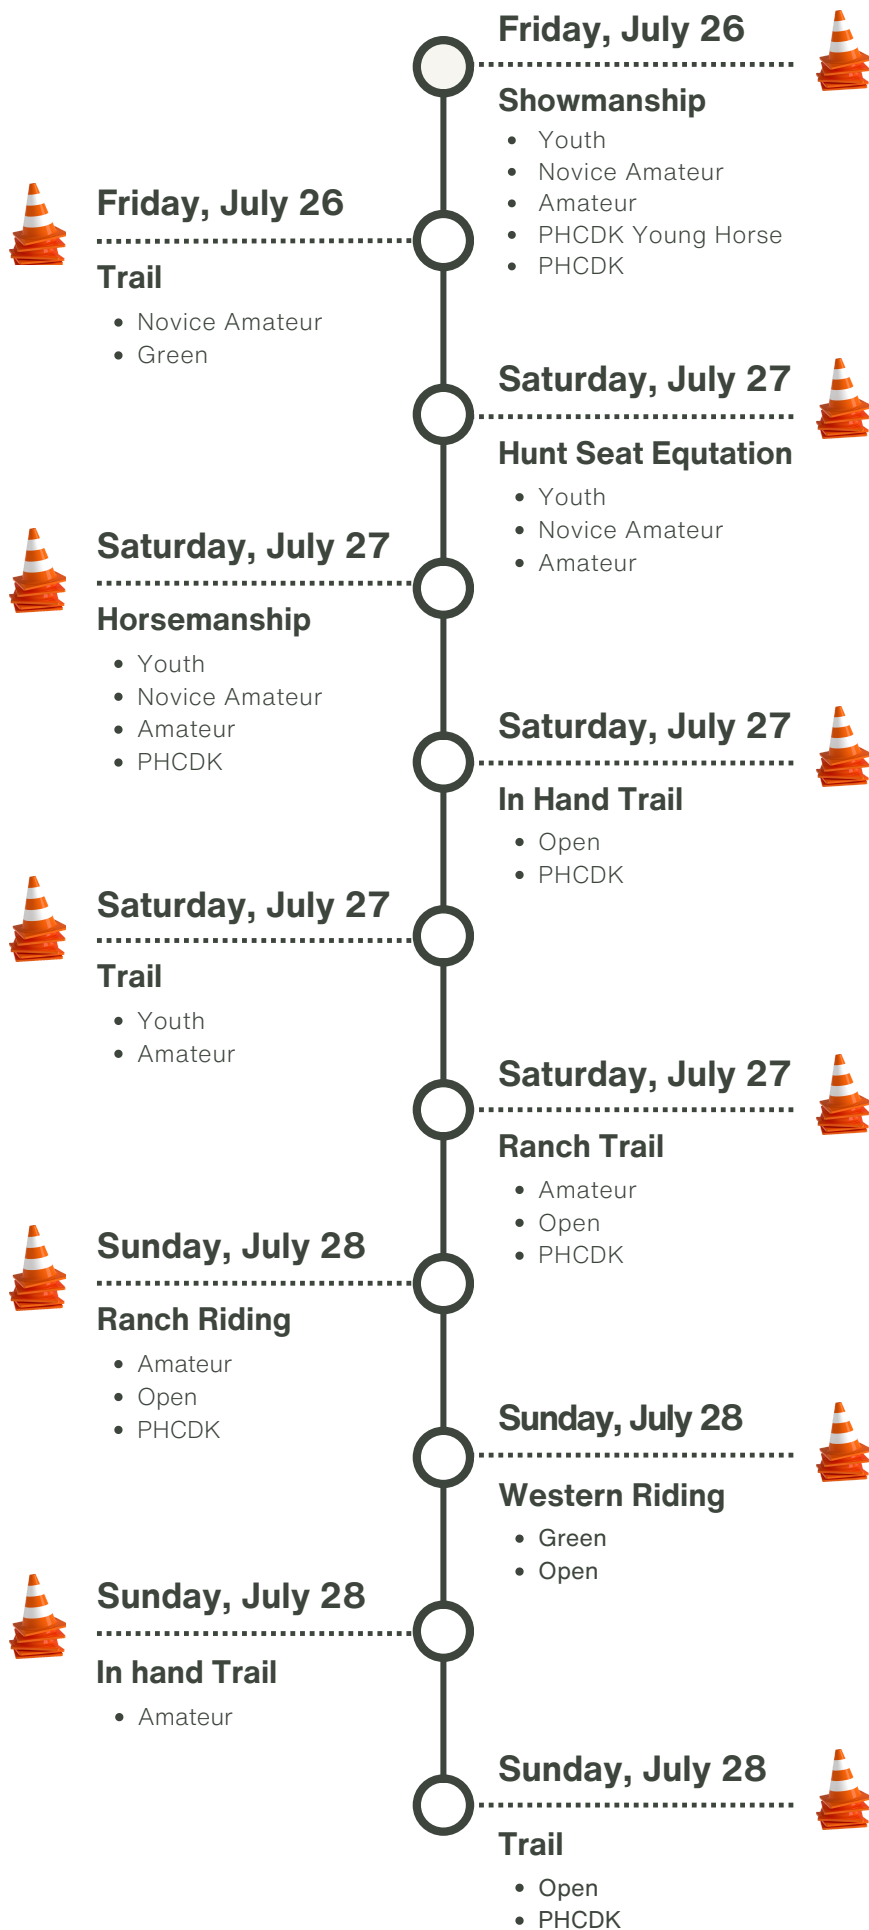 Friday, July 26
Showmanship
Youth
Novice Amateur
Amateur
PHCDK Young Horse
PHCDK
Friday, July 26
Trail
Novice Amateur
Green
Saturday, July 27
Hunt Seat Equtation
Youth
Novice Amateur
Amateur
Saturday, July 27
Horsemanship
Youth
Novice Amateur
Amateur
PHCDK
Saturday, July 27
In Hand Trail
Open
PHCDK
Saturday, July 27
Trail
Youth
Amateur
Saturday, July 27
Ranch Trail
Amateur
Open
PHCDK
Sunday, July 28
Ranch Riding
Amateur
Open
PHCDK
Sunday, July 28
Western Riding
Green
Open
Sunday, July 28
In hand Trail
Amateur
Sunday, July 28
Trail
Open
PHCDK